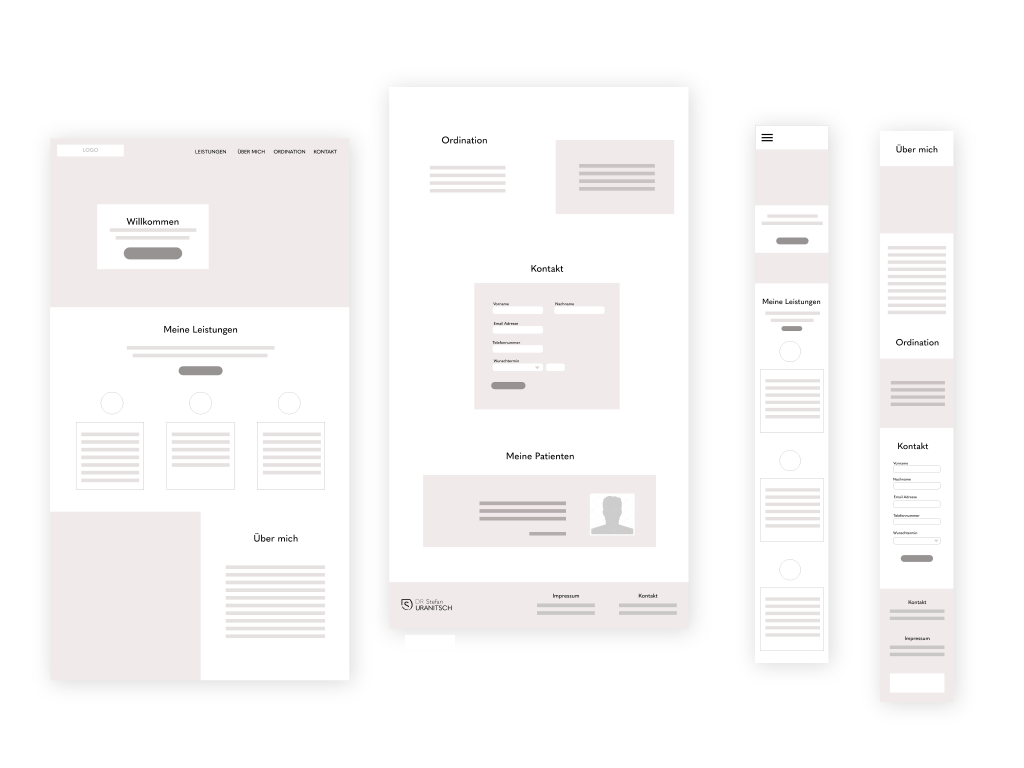 LOGO
LEISTUNGEN ÜBER MICH ORDINATION KONTAKT
Willkommen
Meine Leistungen
Über mich
Ordination
Kontakt
Vorname Nachname
Email Adresse
Telefonnummer
Wunschtermin
Meine Patienten
DR Stefan
URANITSCH
Impressum Kontakt
Meine Leistungen
Über mich
Ordination
Kontakt
Vorname
Nachname
Email Adresse
Telefonnummer
Wunschtermin
Kontakt
Impressum